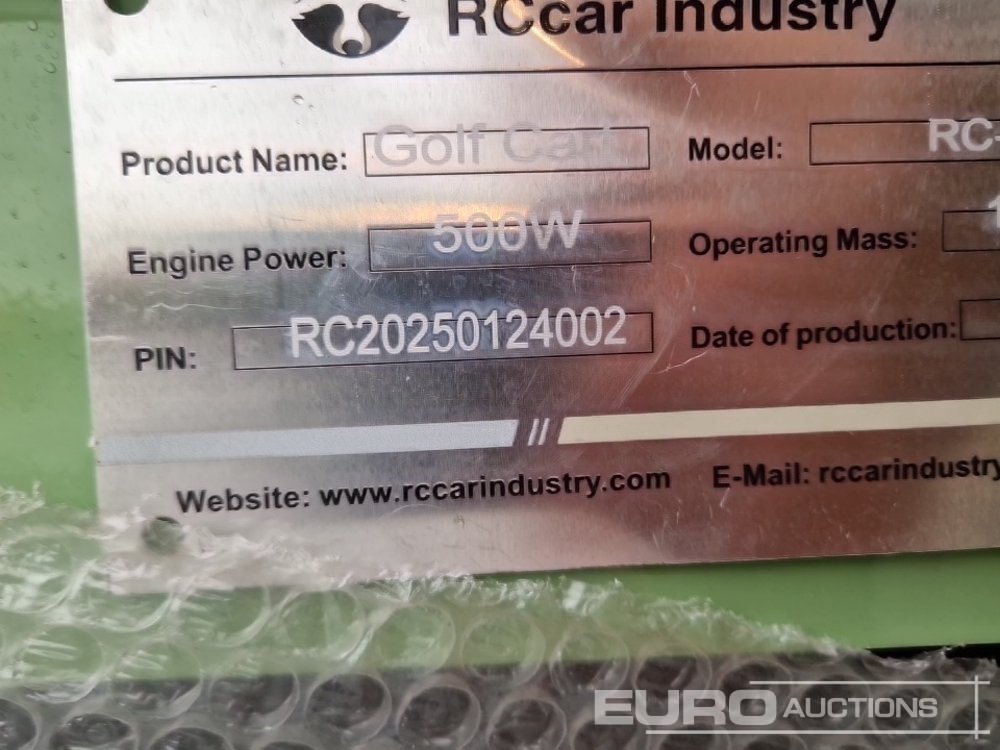 RCcar Industry
Product Name: Golf Cart Model: RC-
Engine Power: 500W Operating Mass: 1
PIN: RC20250124002 Date of production:
Website: www.rccarindustry.com E-Mail: rccarindustry
EURO AUCTIONS